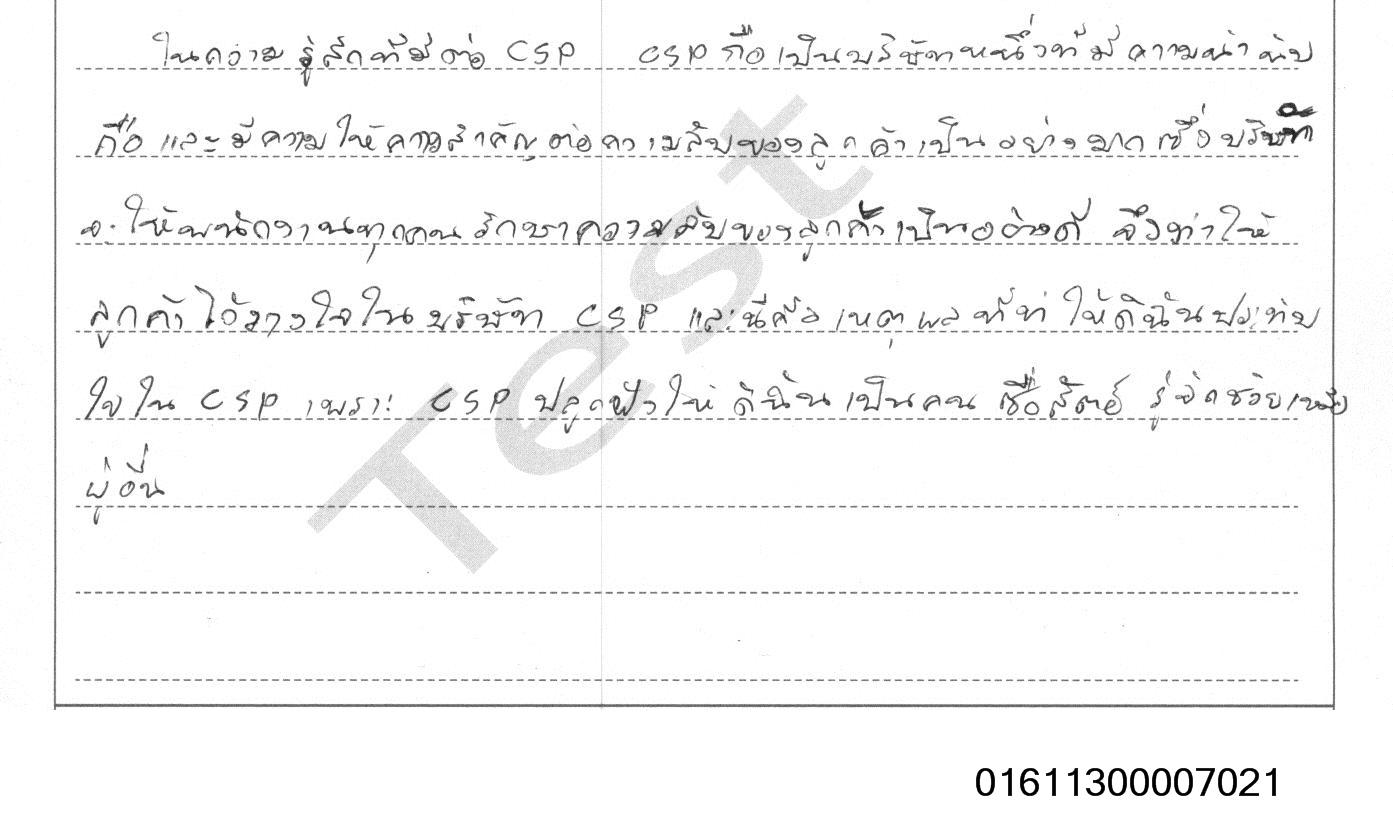 ในความรู้สึกที่มีต่อ CSP CSP ถือเป็นบริษัทหนึ่งที่มีความน่านับ
ถือ และมีความให้ความสำคัญต่อความลับของลูกค้าเป็นอย่างมากซึ่งบริษัท
จะให้พนักงานทุกคนรักษาความลับของลูกค้าเป็นอย่างดี จึงทำให้
ลูกค้าไว้วางใจในบริษัท CSP และนี่คือเหตุผลที่ทำให้ดิฉันประทับ
ใจใน CSP เพราะ CSP ปลูกฝังให้ดิฉันเป็นคนซื่อสัตย์ รู้จักช่วยเหลือ
ผู้อื่น
Test
01611300007021